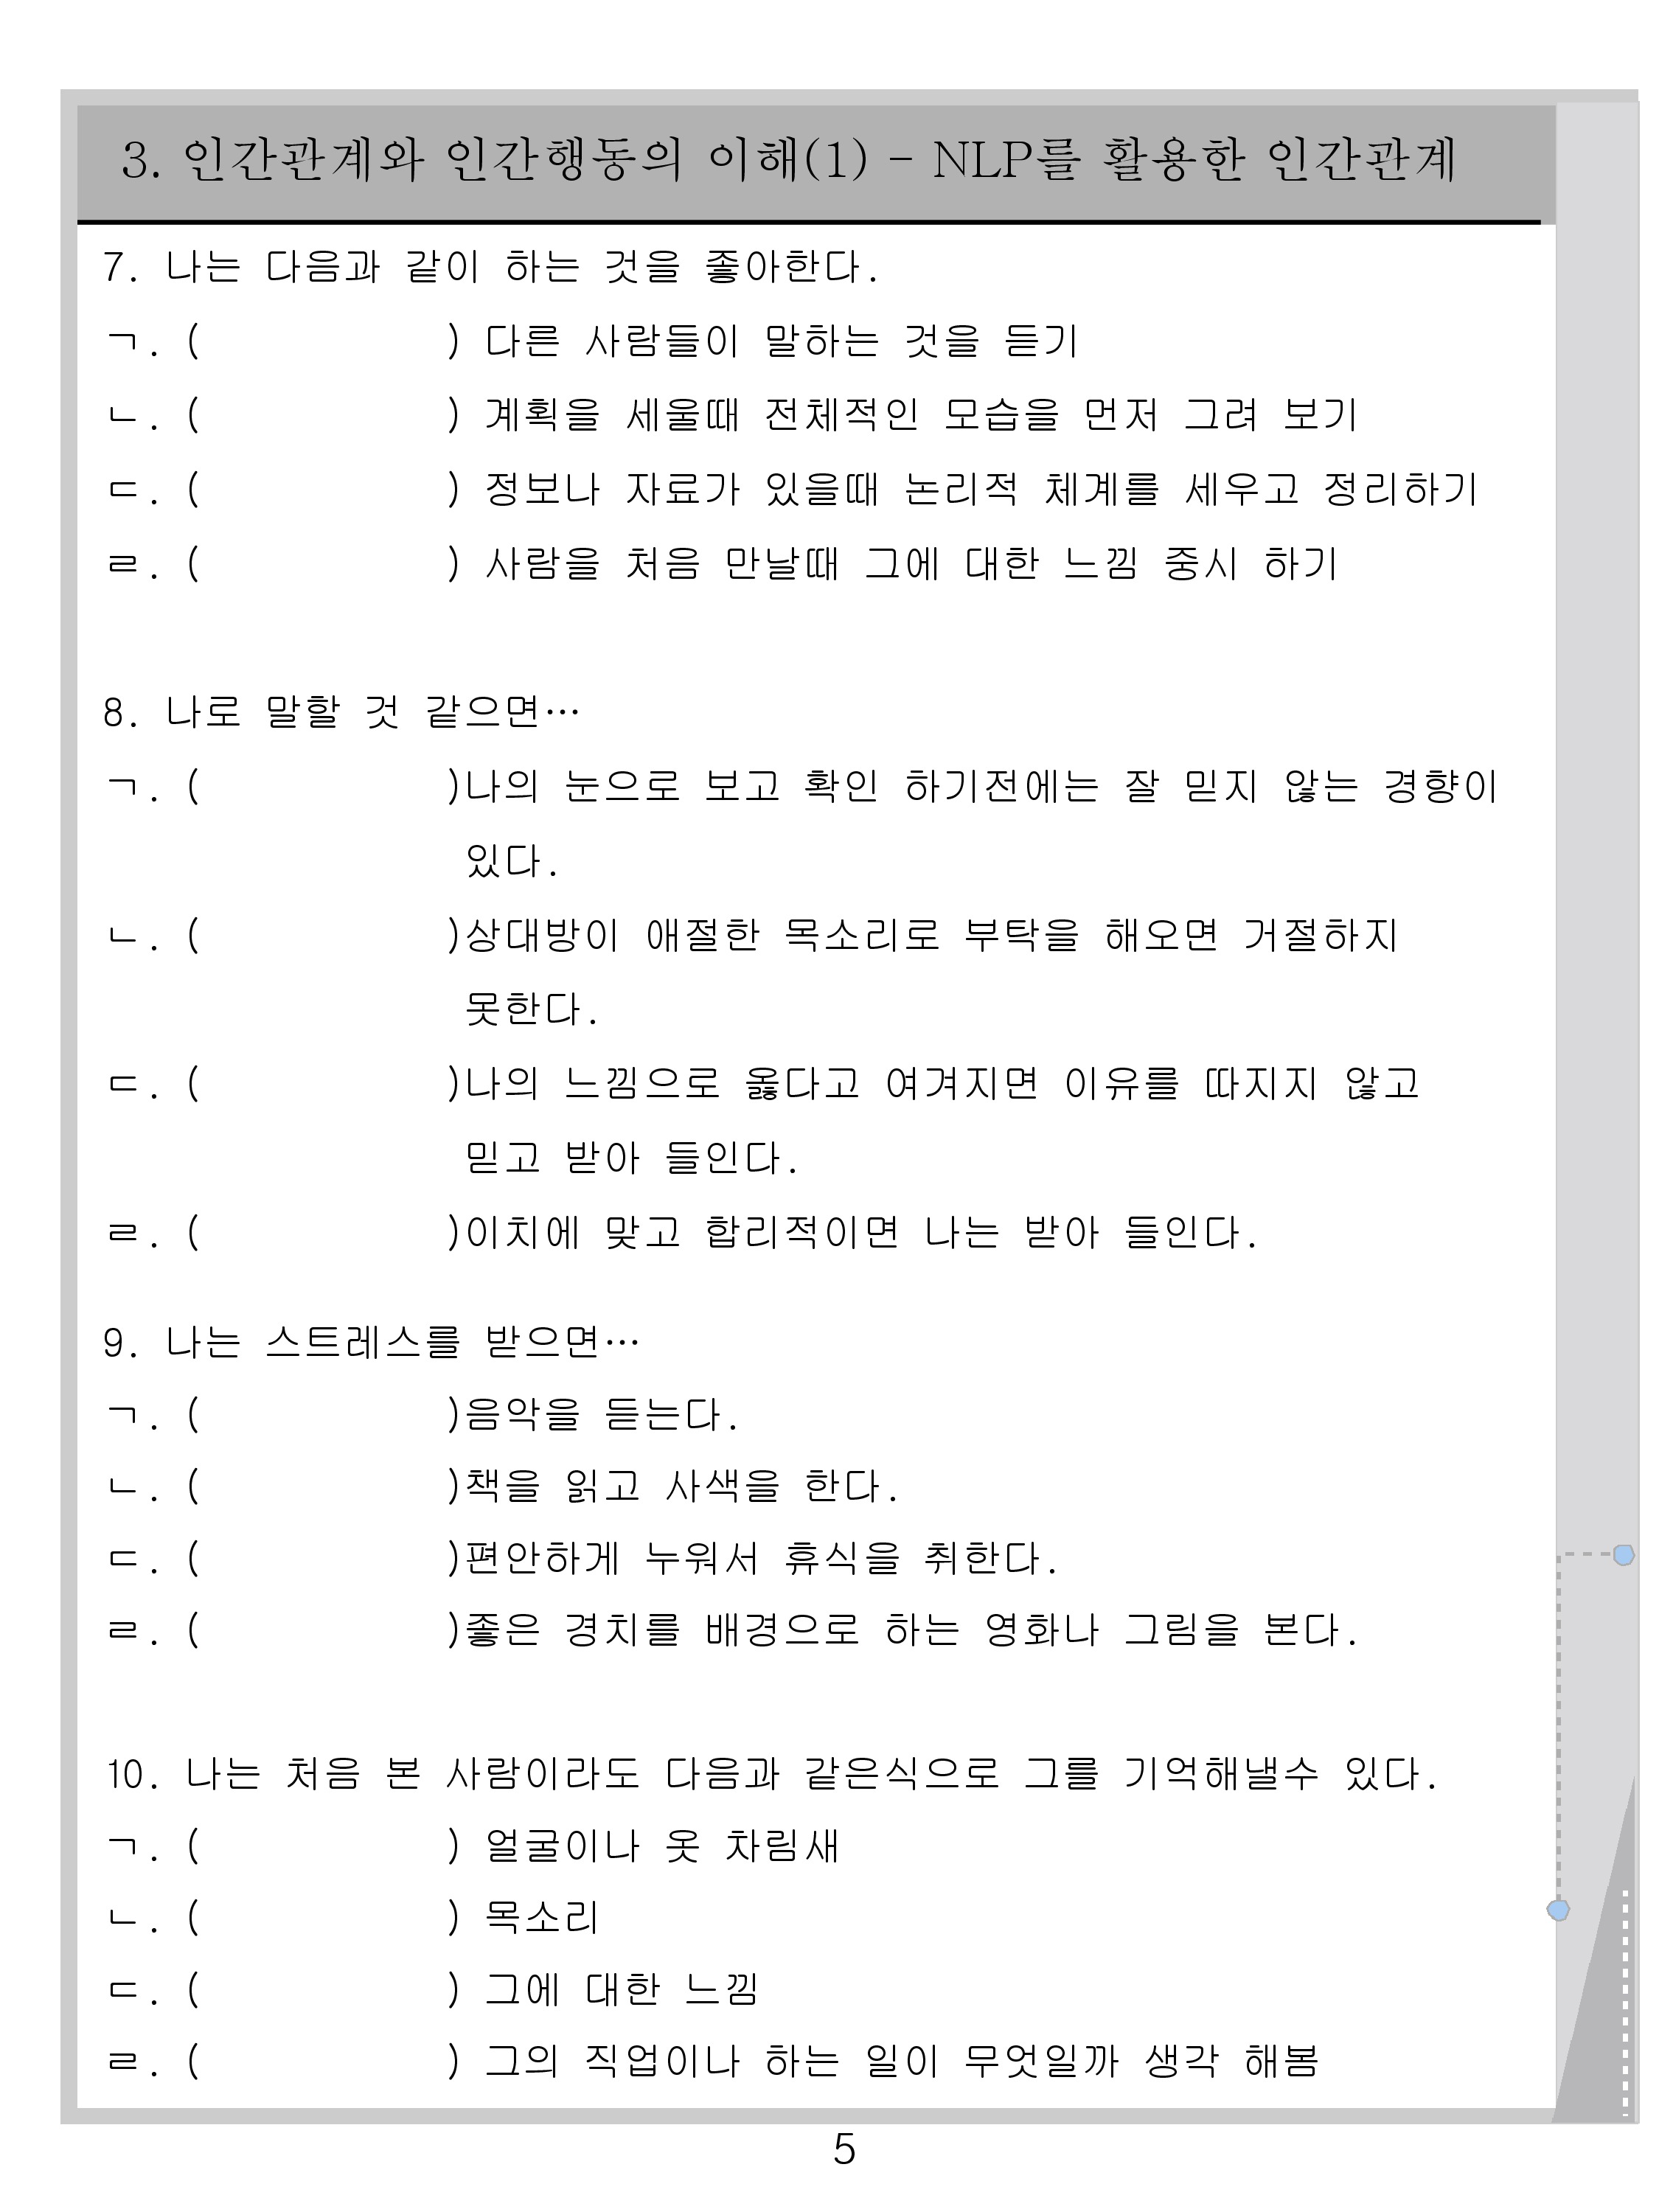 3. 인간관계와 인간행동의 이해(1) - NLP를 활용한 인간관계
7. 나는 다음과 같이 하는 것을 좋아한다.
ㄱ. ( ) 다른 사람들이 말하는 것을 듣기
ㄴ. ( ) 계획을 세울때 전체적인 모습을 먼저 그려 보기
ㄷ. ( ) 정보나 자료가 있을때 논리적 체계를 세우고 정리하기
ㄹ. ( ) 사람을 처음 만날때 그에 대한 느낌 중시 하기
8. 나로 말할 것 같으면…
ㄱ. ( )나의 눈으로 보고 확인 하기전에는 잘 믿지 않는 경향이
있다.
ㄴ. ( )상대방이 애절한 목소리로 부탁을 해오면 거절하지
못한다.
ㄷ. ( )나의 느낌으로 옳다고 여겨지면 이유를 따지지 않고
믿고 받아 들인다.
ㄹ. ( )이치에 맞고 합리적이면 나는 받아 들인다.
9. 나는 스트레스를 받으면…
ㄱ. ( )음악을 듣는다.
ㄴ. ( )책을 읽고 사색을 한다.
ㄷ. ( )편안하게 누워서 휴식을 취한다.
ㄹ. ( )좋은 경치를 배경으로 하는 영화나 그림을 본다.
10. 나는 처음 본 사람이라도 다음과 같은식으로 그를 기억해낼수 있다.
ㄱ. ( ) 얼굴이나 옷 차림새
ㄴ. ( ) 목소리
ㄷ. ( ) 그에 대한 느낌
ㄹ. ( ) 그의 직업이나 하는 일이 무엇일까 생각 해봄
5